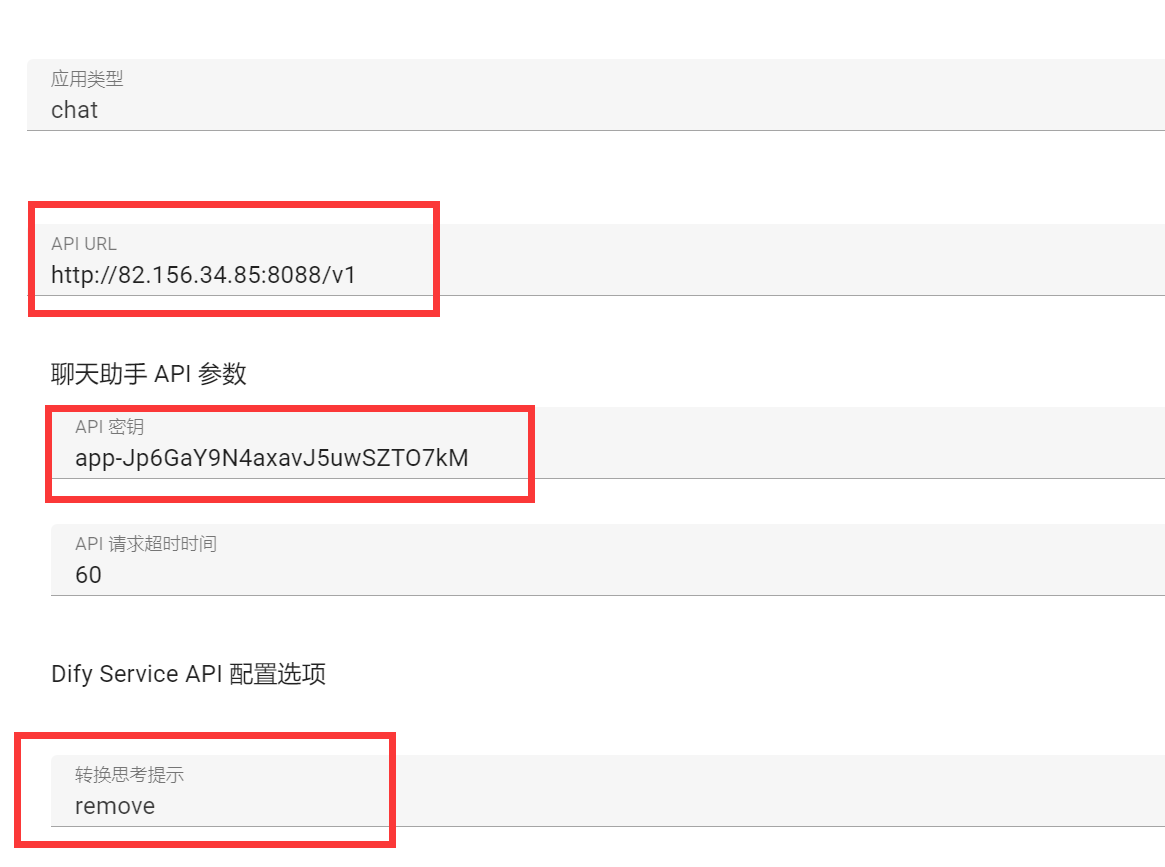 应用类型
chat
API URL
http://82.156.34.85:8088/v1
聊天助手 API 参数
API 密钥
app-Jp6GaY9N4axavJ5uwSZTO7kM
API 请求超时时间
60
Dify Service API 配置选项
转换思考提示
remove